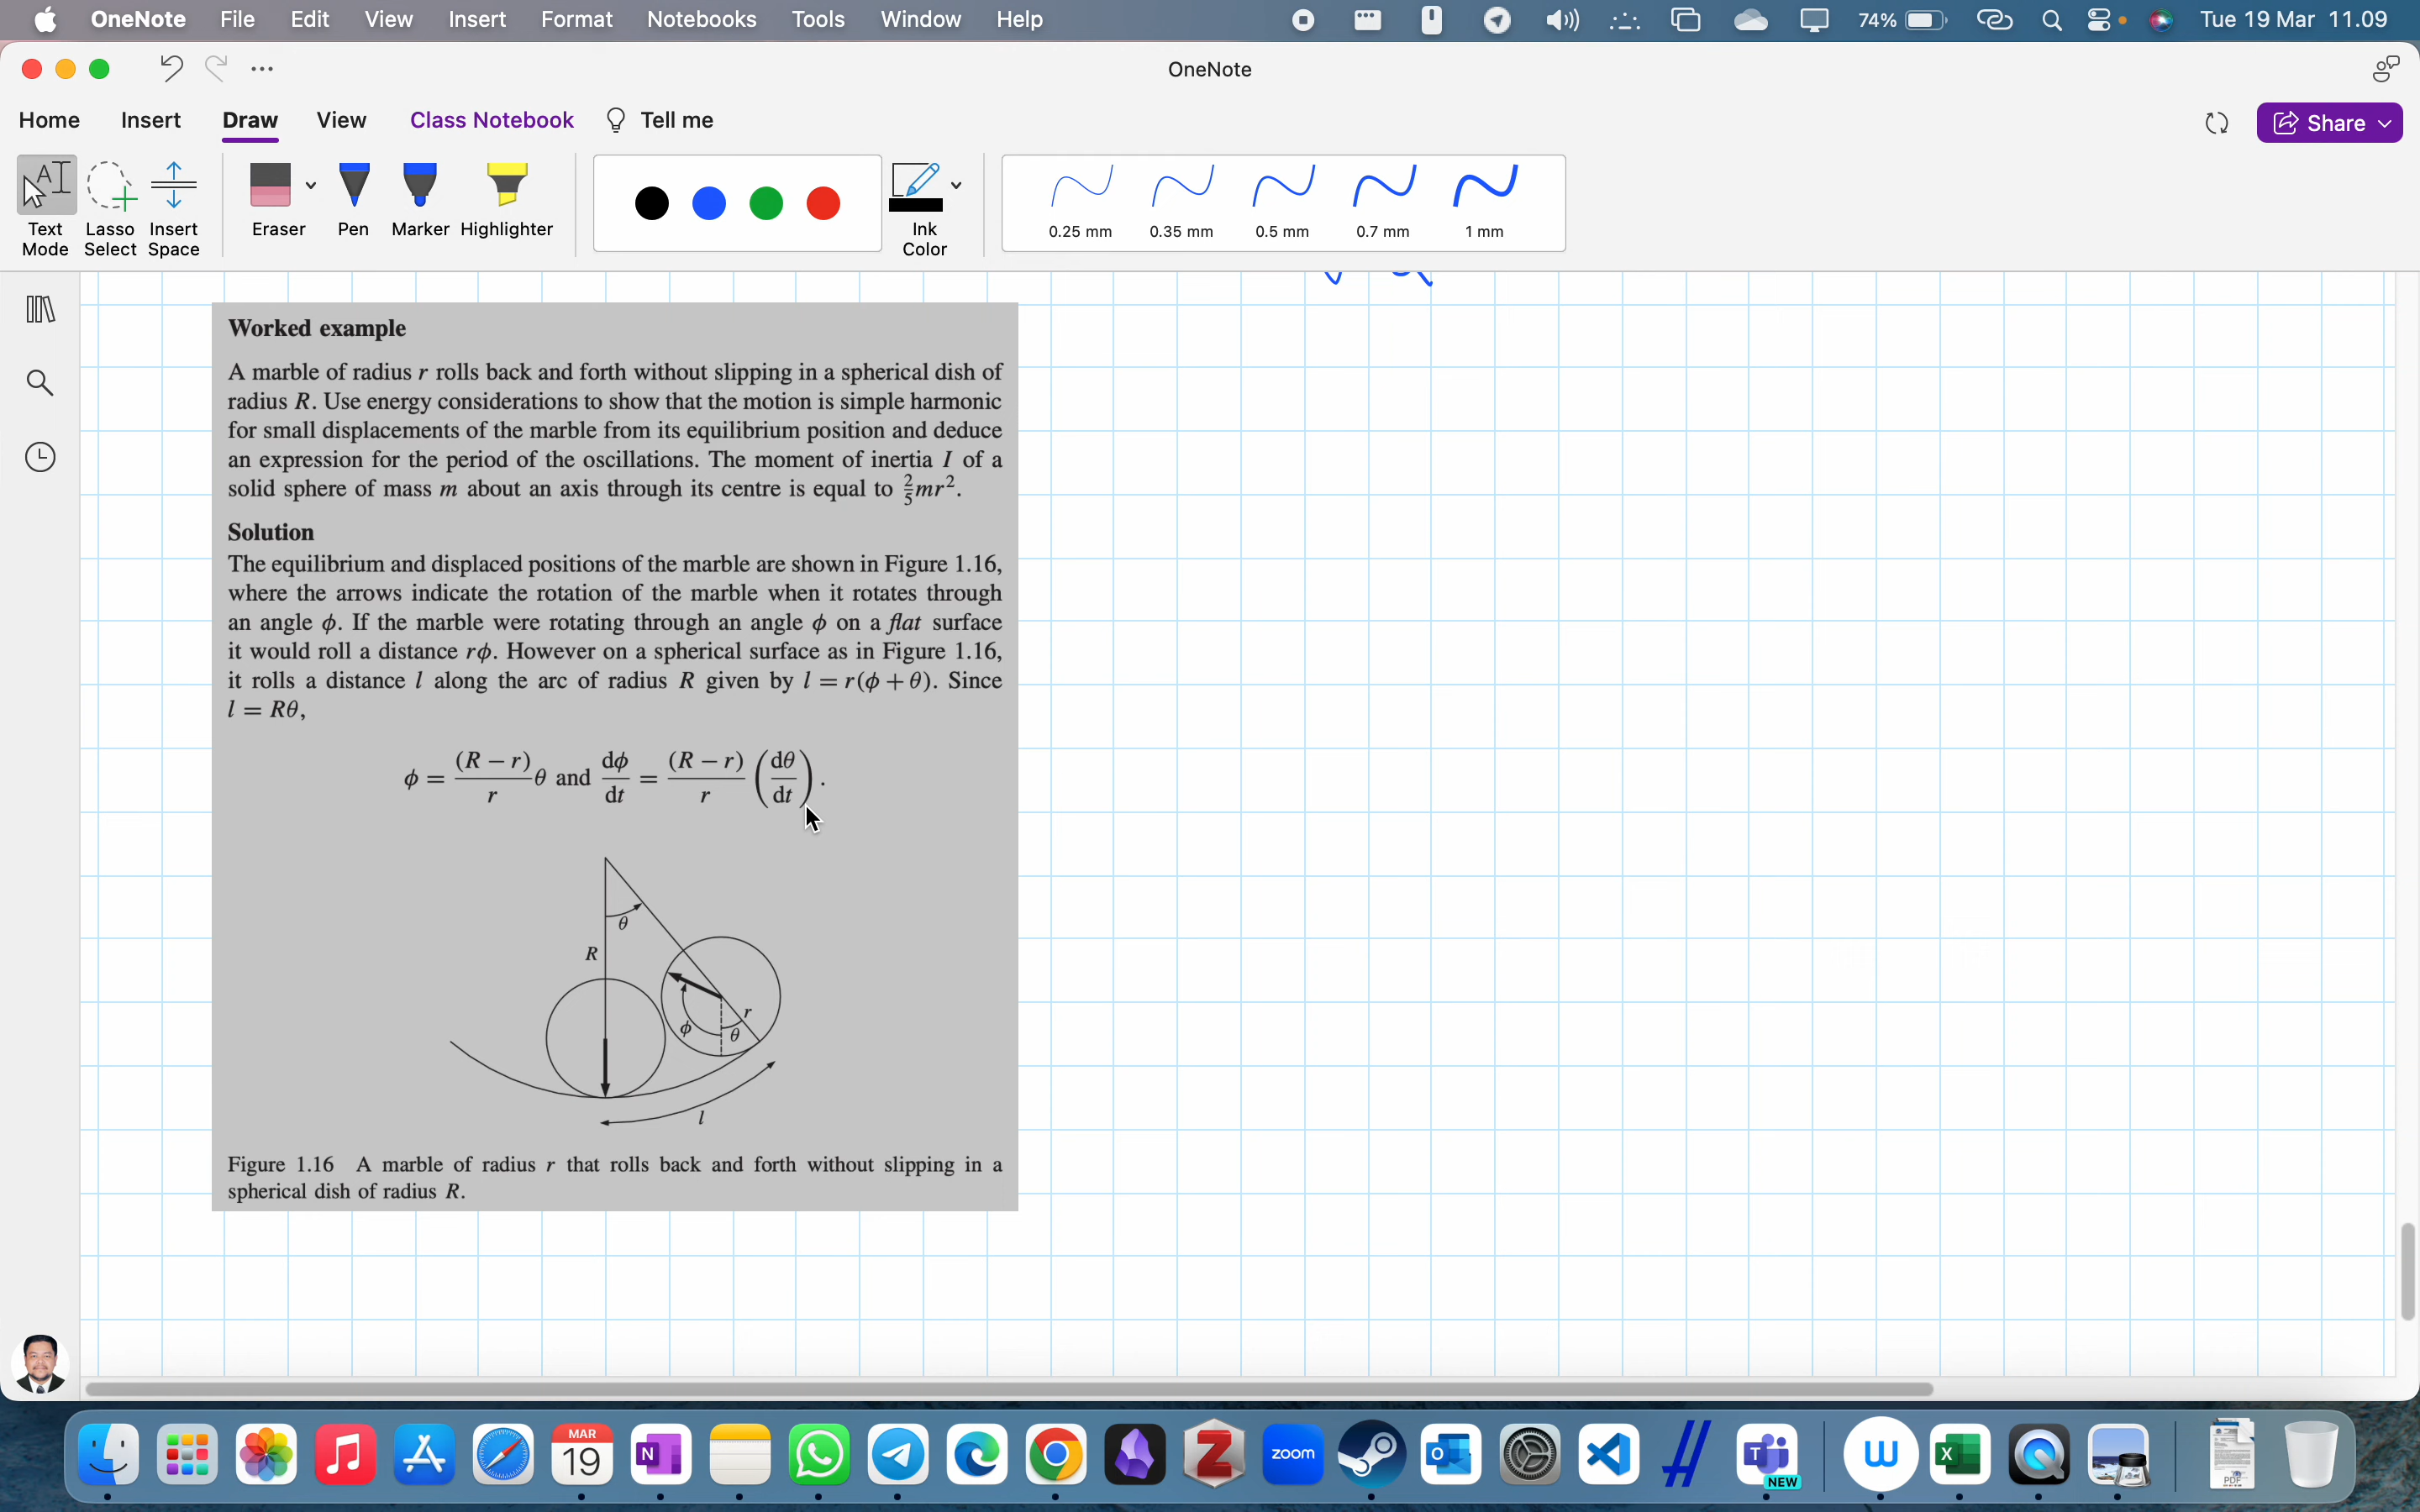 OneNote File Edit View Insert Format Notebooks Tools Window Help 74% Tue 19 Mar 11.09
OneNote
Home Insert Draw View Class Notebook Tell me Share
Text Mode
Lasso Select
Insert Space
Eraser
Pen
Marker
Highlighter
Ink Color
0.25 mm 0.35 mm 0.5 mm 0.7 mm 1 mm
Worked example
A marble of radius r rolls back and forth without slipping in a spherical dish of
radius R. Use energy considerations to show that the motion is simple harmonic
for small displacements of the marble from its equilibrium position and deduce
an expression for the period of the oscillations. The moment of inertia I of a
solid sphere of mass m about an axis through its centre is equal to 2/5 mr².
Solution
The equilibrium and displaced positions of the marble are shown in Figure 1.16,
where the arrows indicate the rotation of the marble when it rotates through
an angle ϕ. If the marble were rotating through an angle ϕ on a flat surface
it would roll a distance rϕ. However on a spherical surface as in Figure 1.16,
it rolls a distance l along the arc of radius R given by l = r(ϕ + θ). Since
l = Rθ,
ϕ = (R − r)/r θ and dϕ/dt = (R − r)/r (dθ/dt).
θ
R
r
ϕ
θ
l
Figure 1.16 A marble of radius r that rolls back and forth without slipping in a
spherical dish of radius R.
MAR
19
N
Z
zoom
O
T
NEW
W
X
PDF